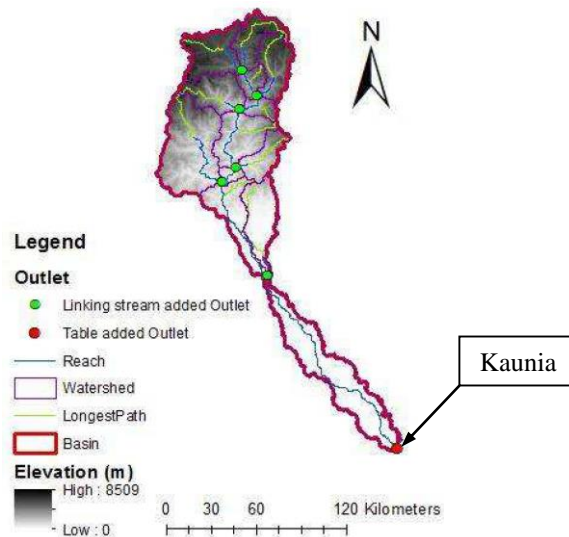 N
Kaunia
Legend
Outlet
Linking stream added Outlet
Table added Outlet
Reach
Watershed
LongestPath
Basin
Elevation (m)
High : 8509
Low : 0
0 30 60 120 Kilometers